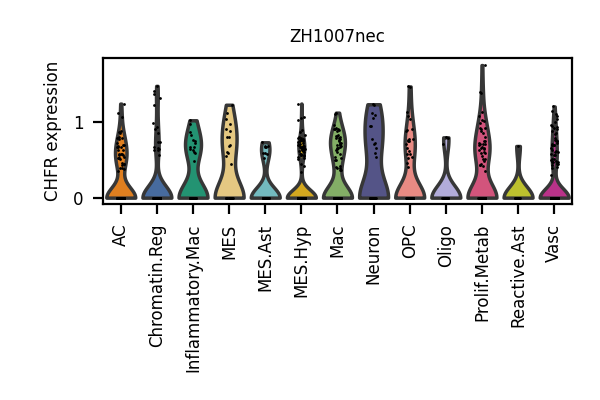 ZH1007nec
CHFR expression
1
0
AC
Chromatin.Reg
Inflammatory.Mac
MES
MES.Ast
MES.Hyp
Mac
Neuron
OPC
Oligo
Prolif.Metab
Reactive.Ast
Vasc